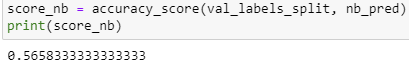 score_nb = accuracy_score(val_labels_split, nb_pred)
print(score_nb)
0.5658333333333333